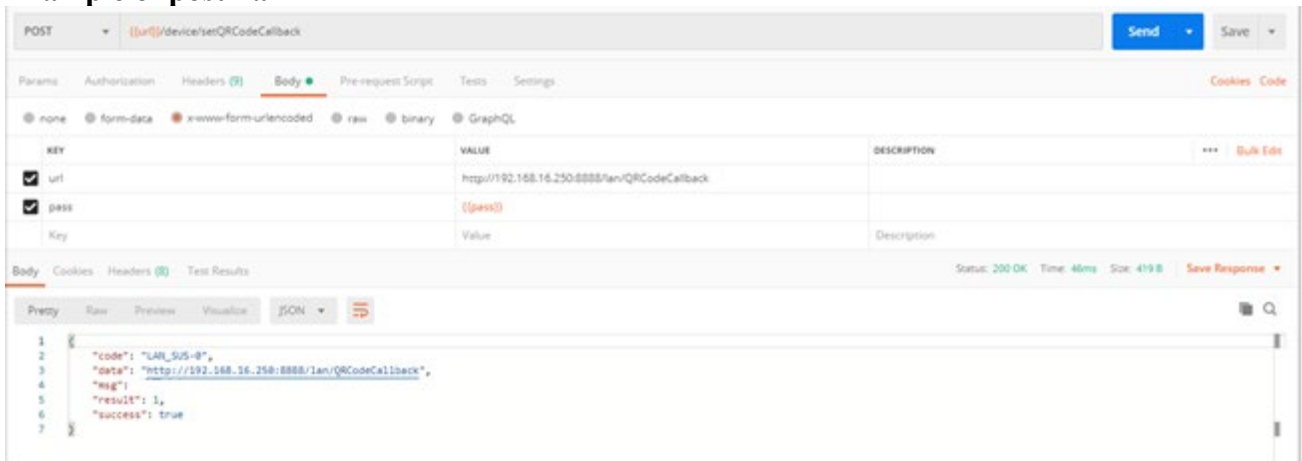 POST {{url}}/device/setQRCodeCallback Send Save
Params Authorization Headers (9) Body Pre-request Script Tests Settings Cookies Code
none form-data x-www-form-urlencoded raw binary GraphQL
KEY VALUE DESCRIPTION ••• Bulk Edit
url http://192.168.16.250:8888/lan/QRCodeCallback
pass {{pass}}
Key Value Description
Body Cookies Headers (8) Test Results Status: 200 OK Time: 46ms Size: 419 B Save Response
Pretty Raw Preview Visualize JSON
1 {
2 "code": "LAN_SUS-0",
3 "data": "http://192.168.16.250:8888/lan/QRCodeCallback",
4 "msg":
5 "result": 1,
6 "success": true
7 }